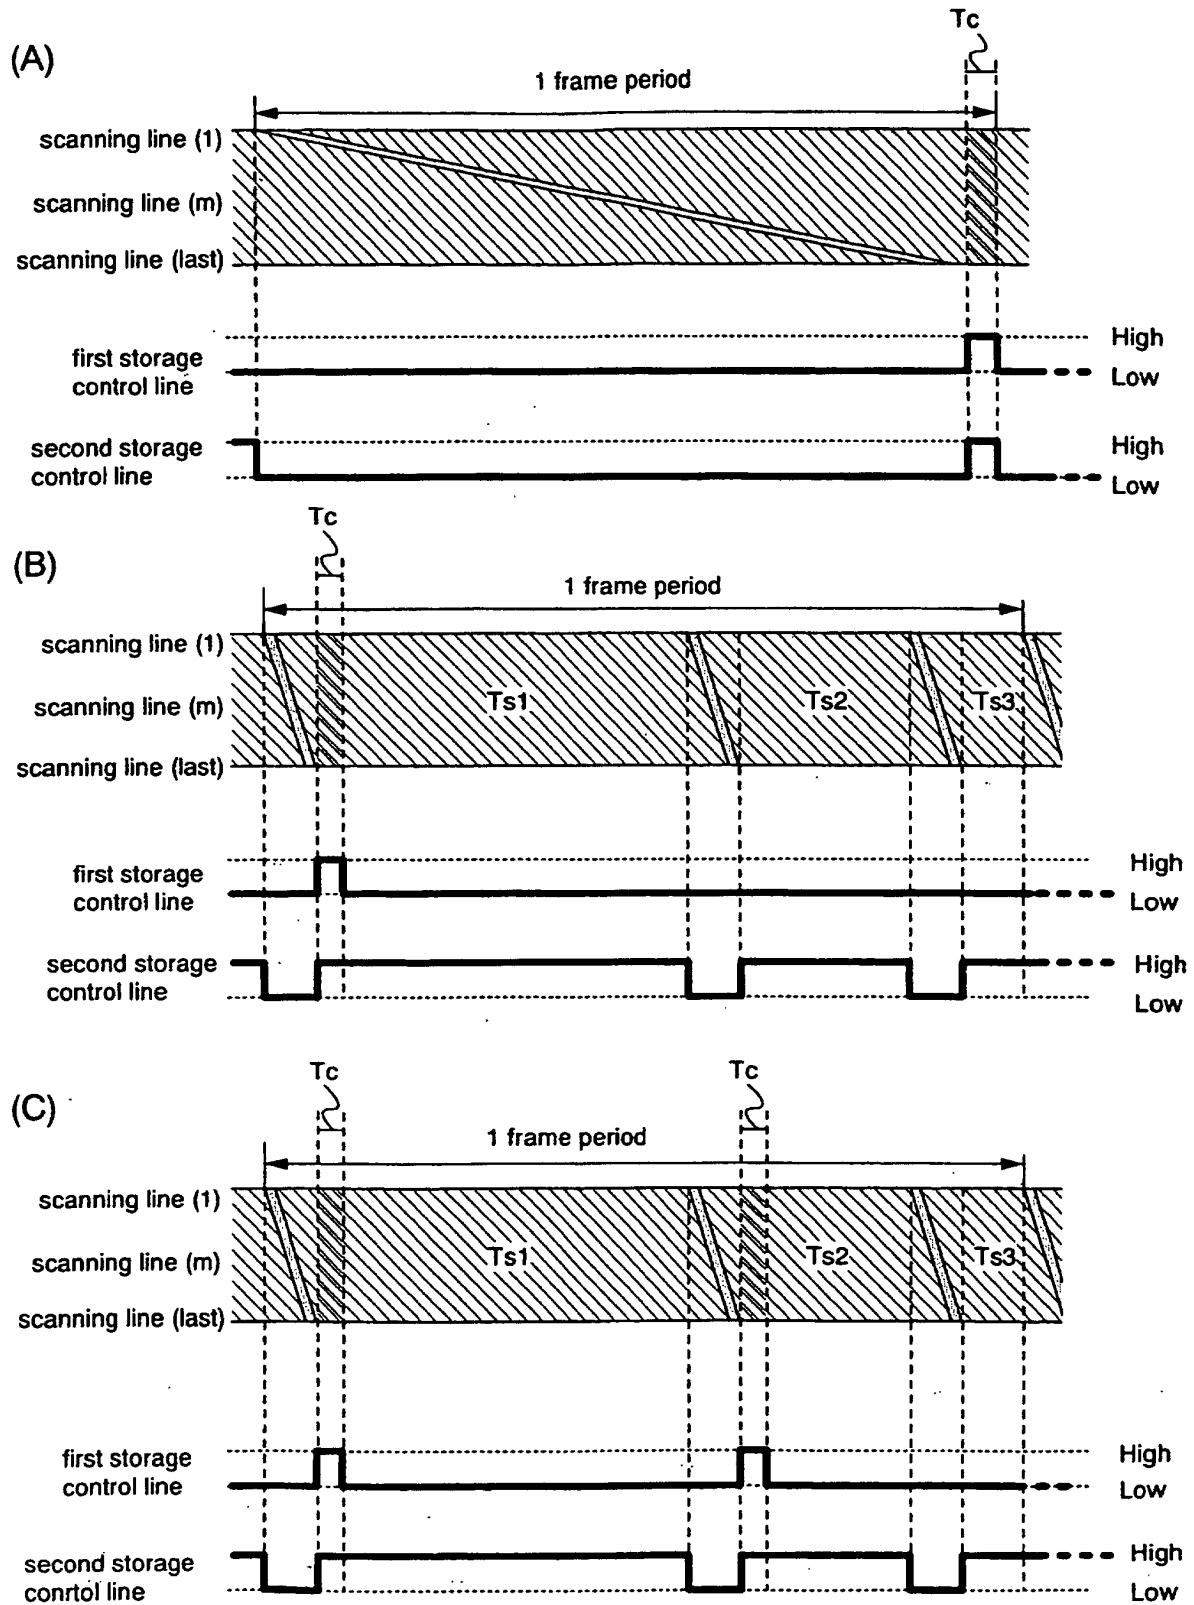 Tc
(A)
1 frame period
scanning line (1)
scanning line (m)
scanning line (last)
High
first storage
control line
Low
second storage
control line
High
Low
Tc
(B)
1 frame period
scanning line (1)
Ts1
Ts2
Ts3
scanning line (m)
scanning line (last)
High
first storage
control line
Low
second storage
control line
High
Low
Tc
Tc
(C)
1 frame period
scanning line (1)
Ts1
Ts2
Ts3
scanning line (m)
scanning line (last)
High
first storage
control line
Low
High
second storage
conrtol line
Low